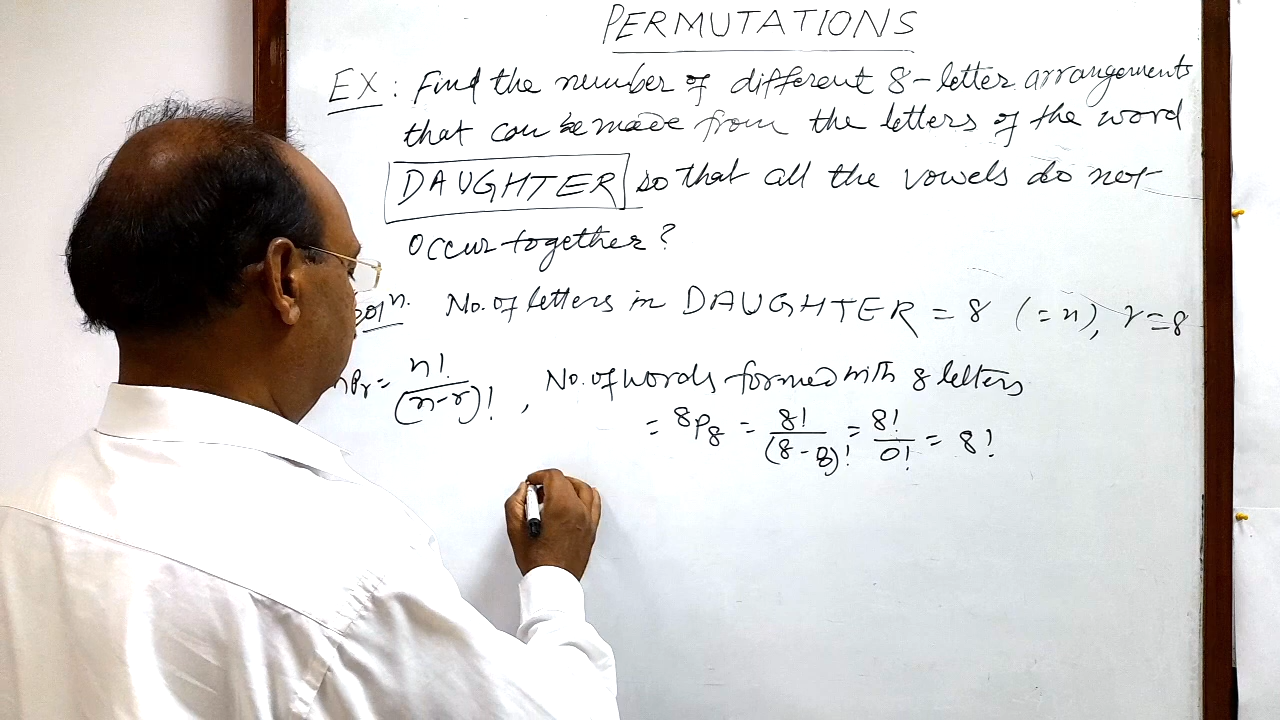 PERMUTATIONS
EX: Find the number of different 8-letter arrangements
that can be made from the letters of the word
DAUGHTER so that all the vowels do not
occur together?
Solⁿ. No. of letters in DAUGHTER = 8 (= n), r = 8
nPr = n!/(n-r)! , No. of words formed with 8 letters
= ⁸P₈ = 8!/(8-8)! = 8!/0! = 8!